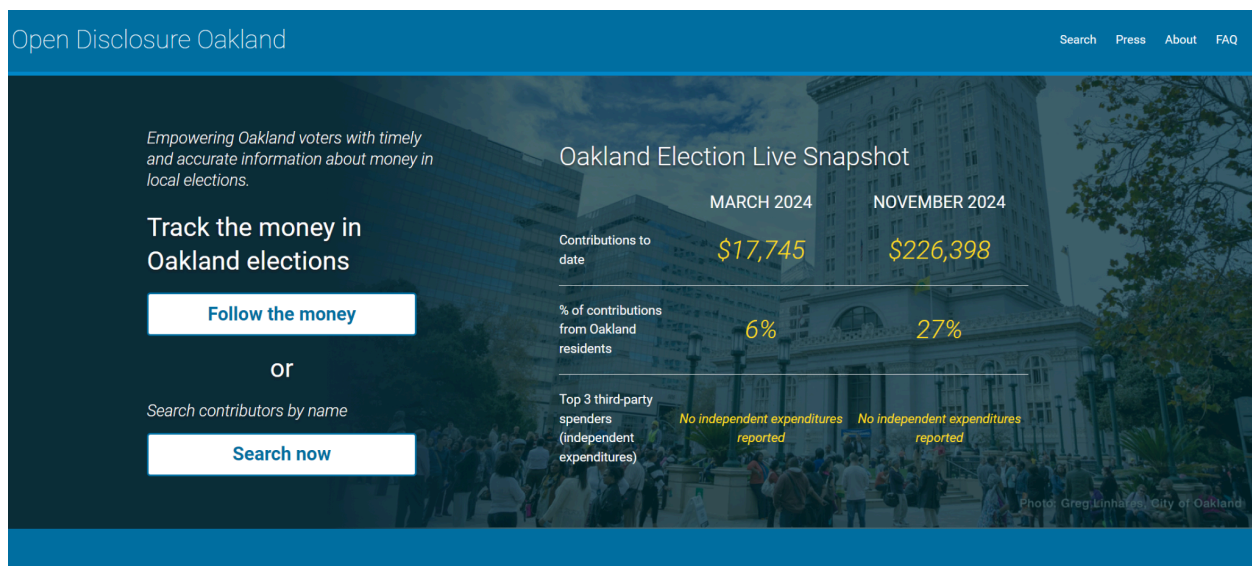 Open Disclosure Oakland
Search Press About FAQ
Empowering Oakland voters with timely
and accurate information about money in
local elections.
Track the money in
Oakland elections
Follow the money
or
Search contributors by name
Search now
Oakland Election Live Snapshot
MARCH 2024 NOVEMBER 2024
Contributions to
date
$17,745 $226,398
% of contributions
from Oakland
residents
6% 27%
Top 3 third-party
spenders
(independent
expenditures)
No independent expenditures
reported
No independent expenditures
reported
Photo: Greg Linhares, City of Oakland